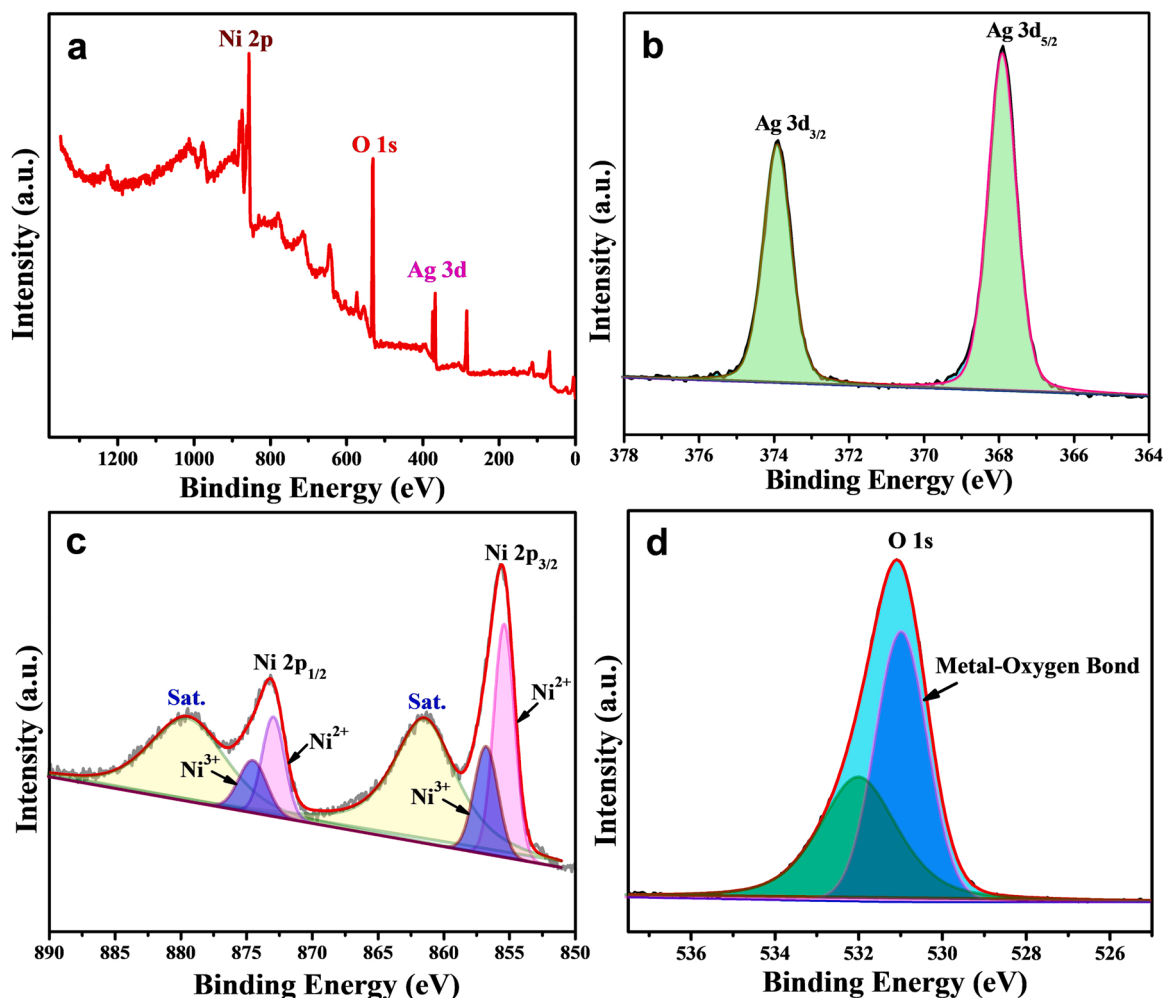 a
Ni 2p
O 1s
Ag 3d
Intensity (a.u.)
1200 1000 800 600 400 200 0
Binding Energy (eV)
b
Ag 3d5/2
Ag 3d3/2
Intensity (a.u.)
378 376 374 372 370 368 366 364
Binding Energy (eV)
c
Ni 2p3/2
Ni 2p1/2
Sat.
Sat.
Ni2+
Ni2+
Ni3+
Ni3+
Intensity (a.u.)
890 885 880 875 870 865 860 855 850
Binding Energy (eV)
d
O 1s
Metal-Oxygen Bond
Intensity (a.u.)
536 534 532 530 528 526
Binding Energy (eV)